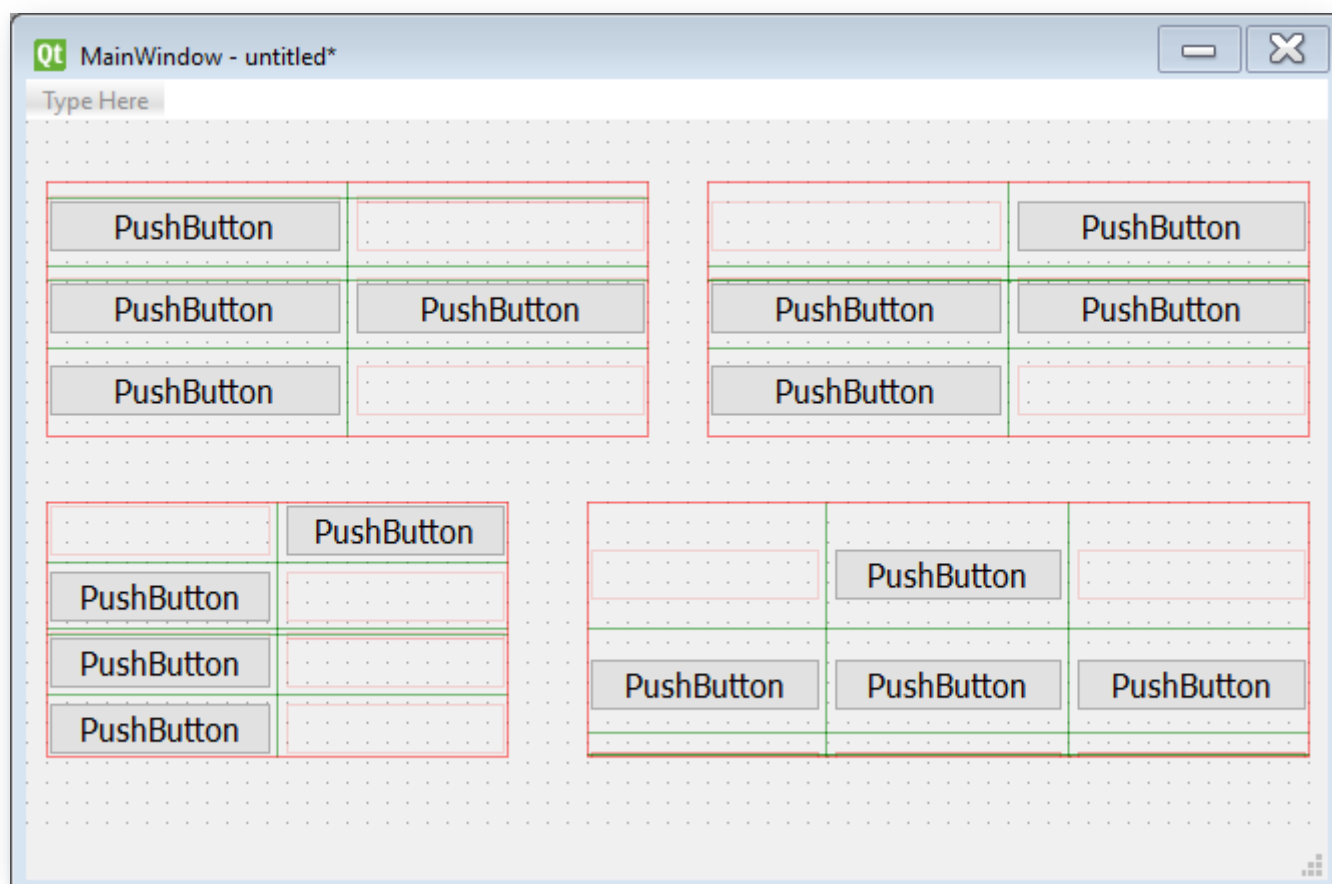 Qt MainWindow - untitled*
Type Here
PushButton
PushButton PushButton
PushButton
PushButton
PushButton PushButton
PushButton
PushButton
PushButton
PushButton
PushButton
PushButton
PushButton PushButton PushButton